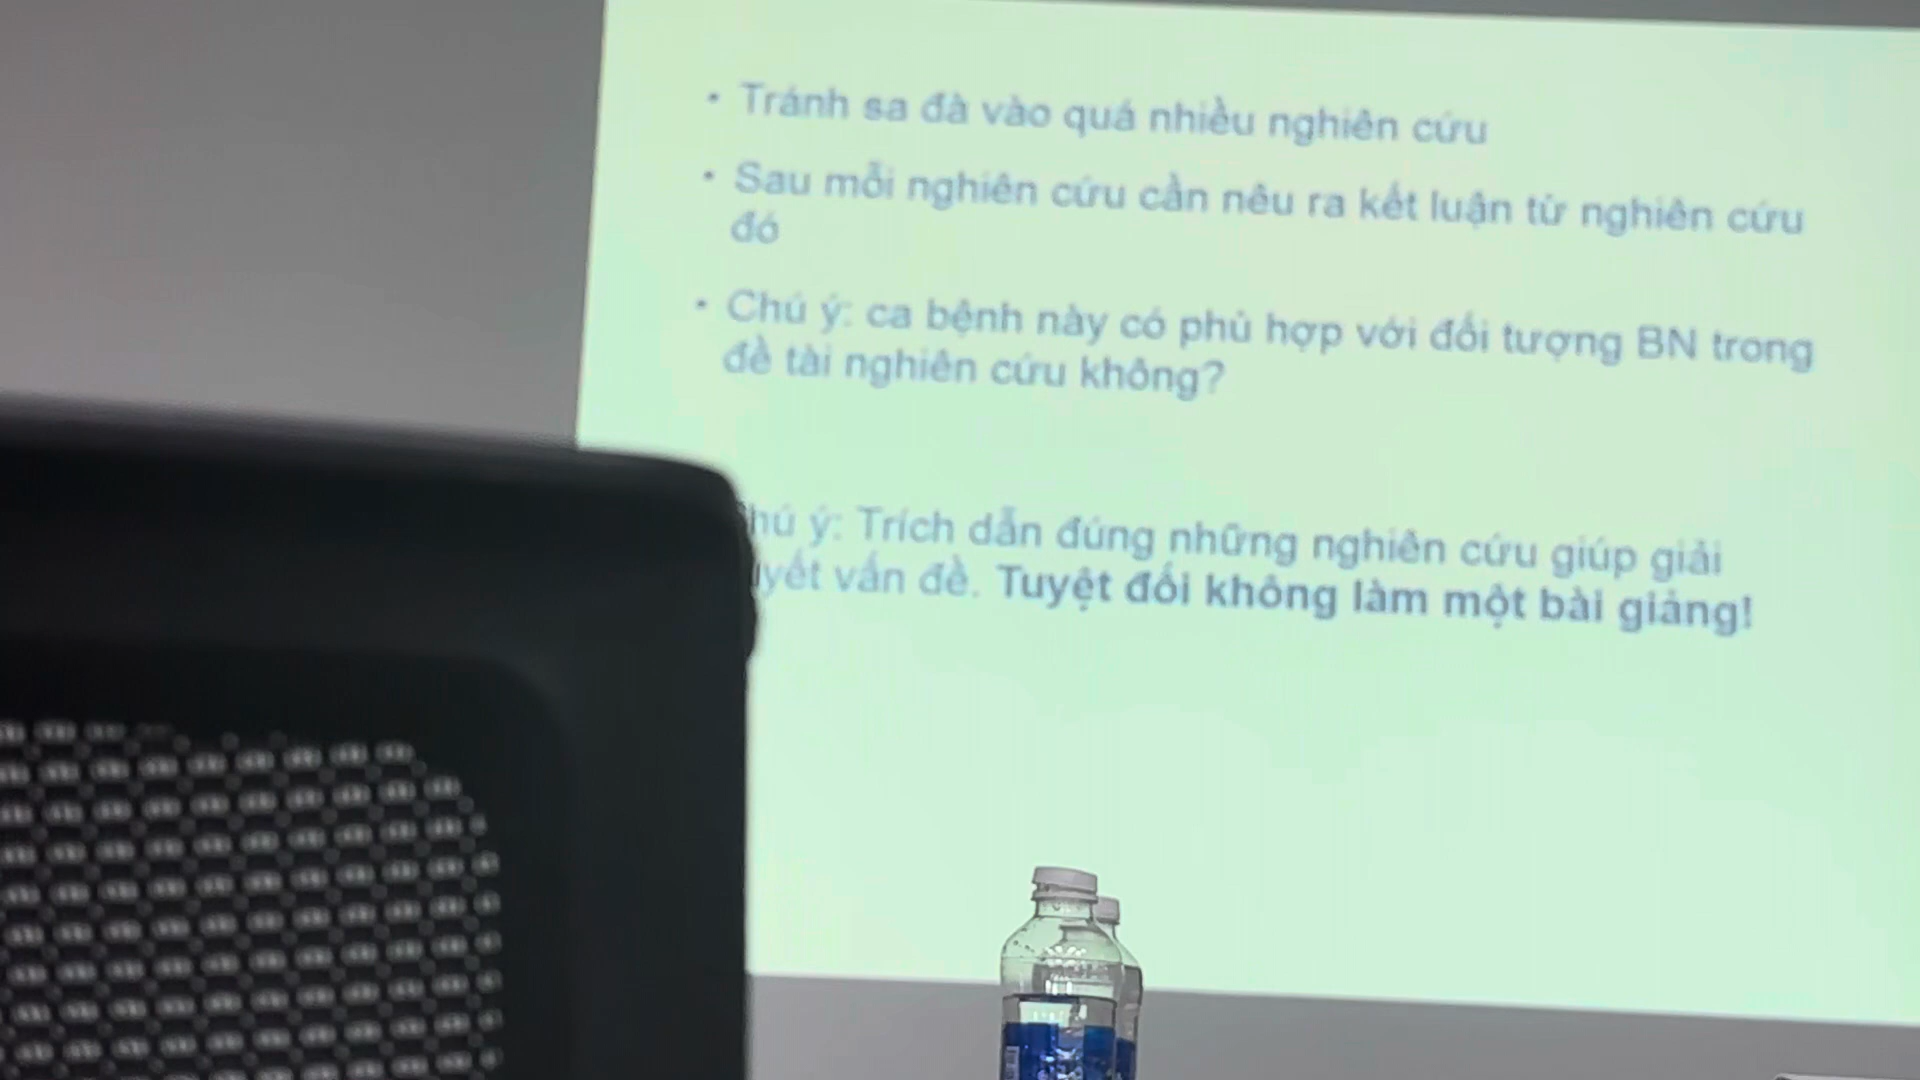 • Tránh sa đà vào quá nhiều nghiên cứu
• Sau mỗi nghiên cứu cần nêu ra kết luận từ nghiên cứu
đó
• Chú ý: ca bệnh này có phù hợp với đối tượng BN trong
đề tài nghiên cứu không?
hú ý: Trích dẫn đúng những nghiên cứu giúp giải
yết vấn đề. Tuyệt đối không làm một bài giảng!